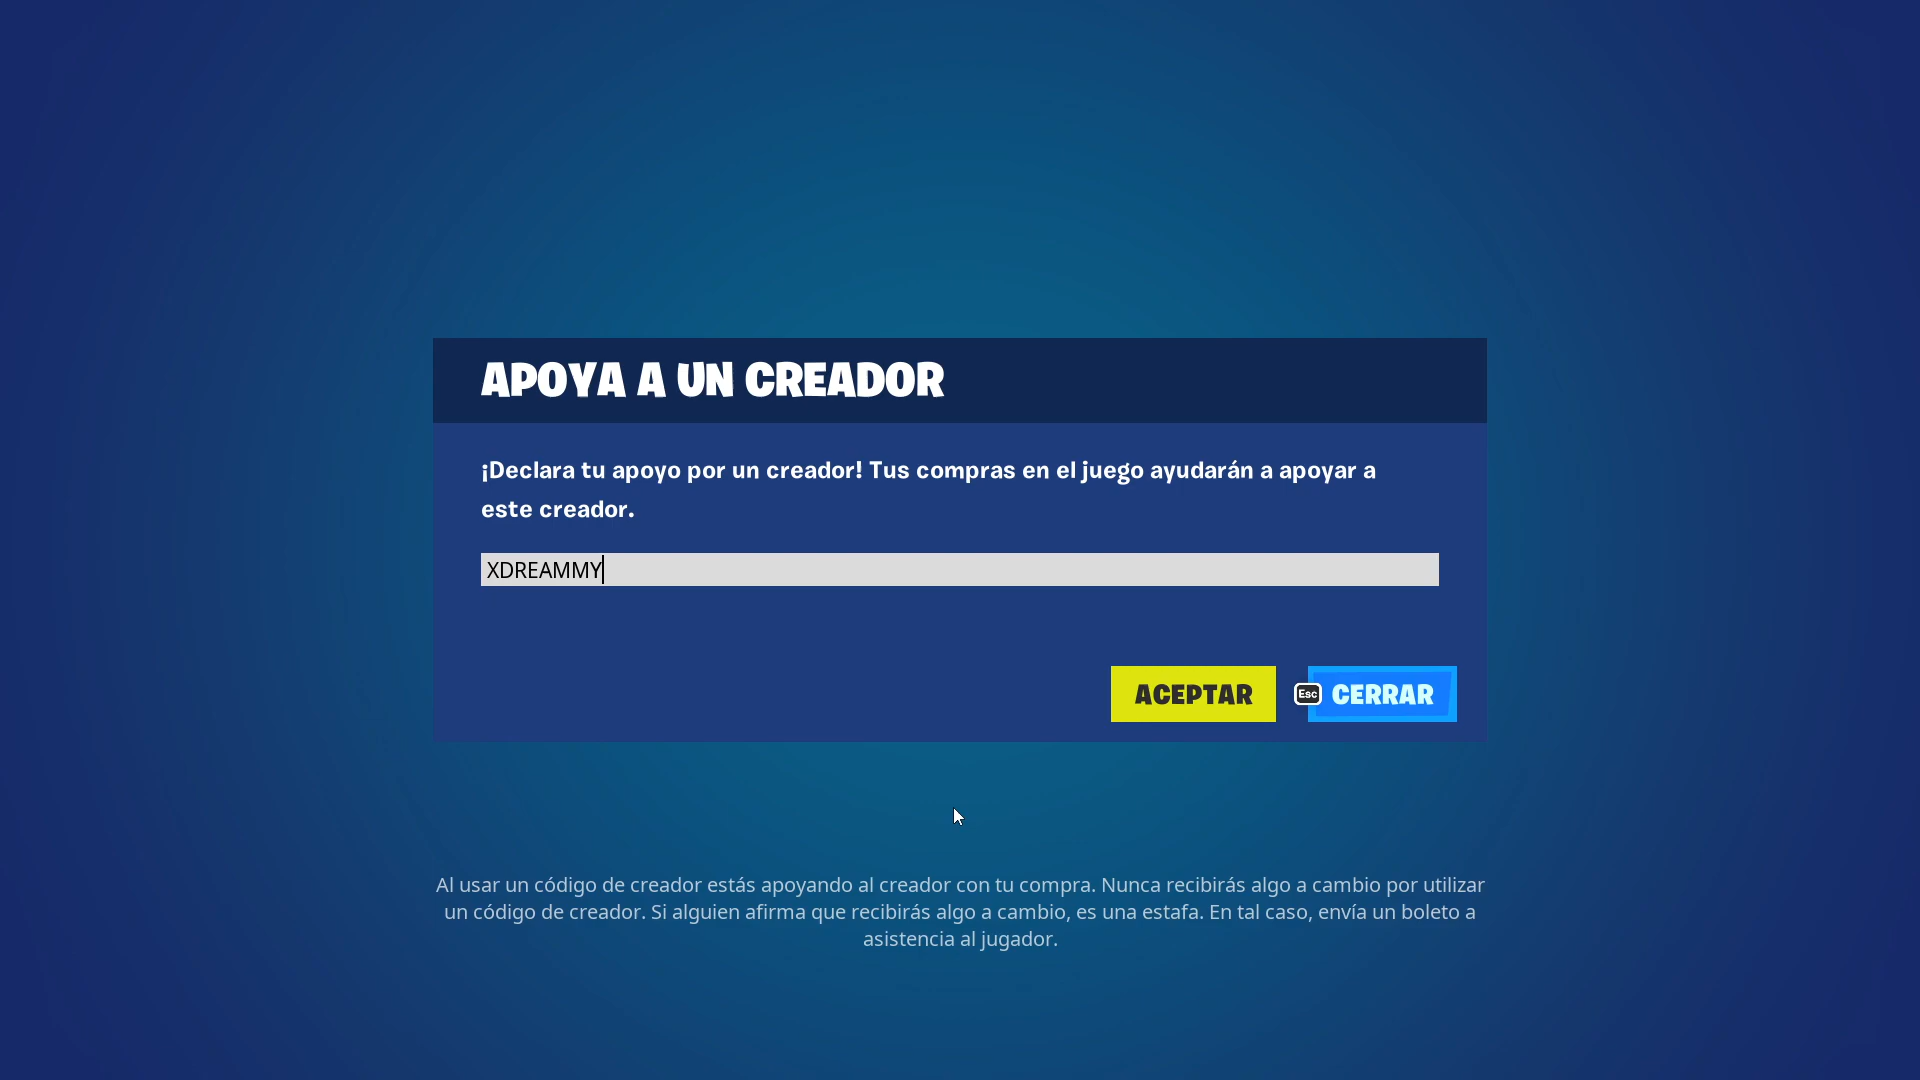 APOYA A UN CREADOR
¡Declara tu apoyo por un creador! Tus compras en el juego ayudarán a apoyar a
este creador.
XDREAMMY
ACEPTAR
Esc CERRAR
Al usar un código de creador estás apoyando al creador con tu compra. Nunca recibirás algo a cambio por utilizar
un código de creador. Si alguien afirma que recibirás algo a cambio, es una estafa. En tal caso, envía un boleto a
asistencia al jugador.